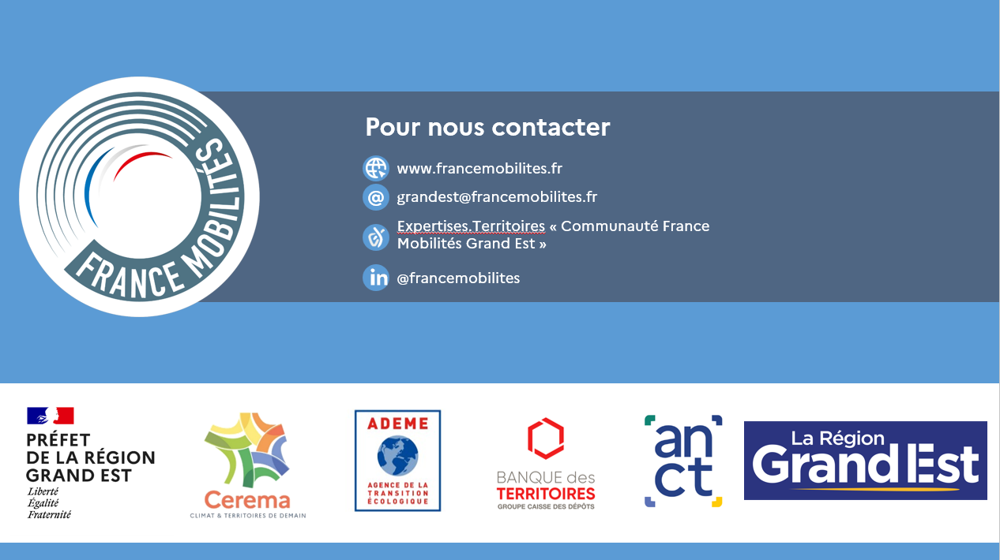 FRANCE MOBILITÉS
Pour nous contacter
www.francemobilites.fr
@
grandest@francemobilites.fr
Expertises.Territoires « Communauté France
Mobilités Grand Est »
in
@francemobilites
PRÉFET
DE LA RÉGION
GRAND EST
Liberté
Égalité
Fraternité
Cerema
CLIMAT & TERRITOIRES DE DEMAIN
ADEME
AGENCE DE LA
TRANSITION
ÉCOLOGIQUE
BANQUE des
TERRITOIRES
GROUPE CAISSE DES DÉPÔTS
an
ct
La Région
Grand Est